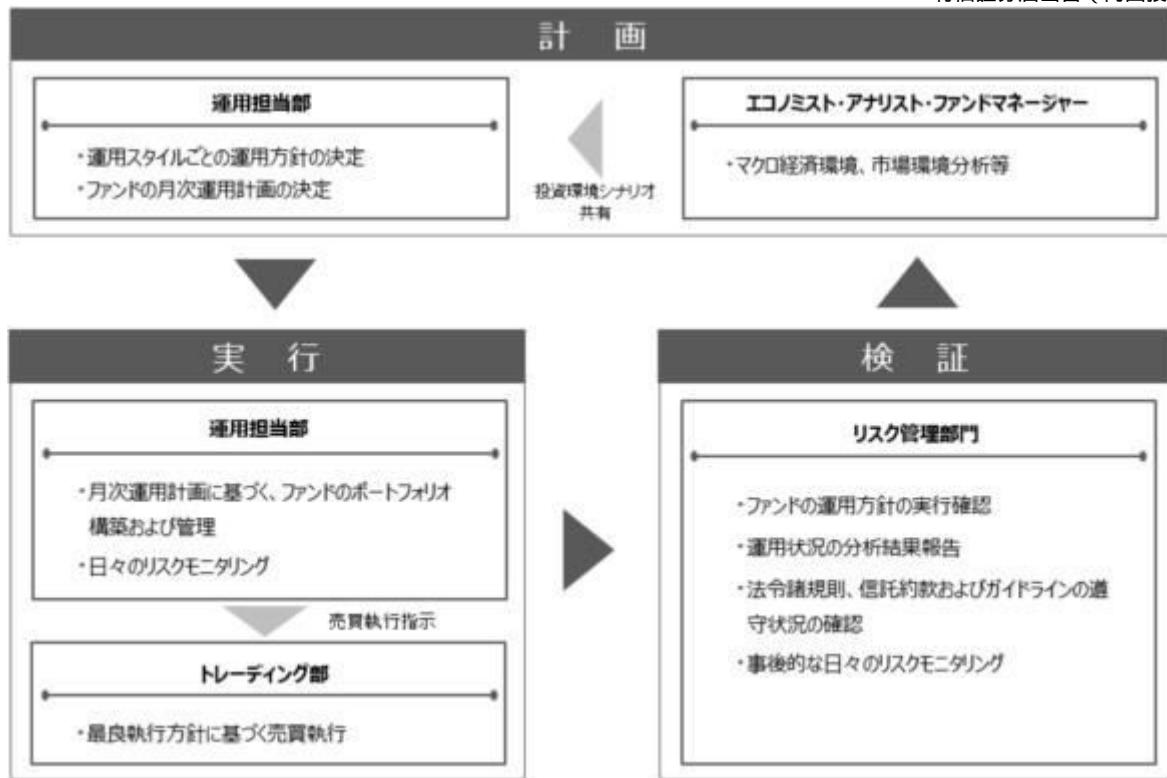 計 画
運用担当部
・運用スタイルごとの運用方針の決定
・ファンドの月次運用計画の決定
投資環境シナリオ
共有
エコノミスト・アナリスト・ファンドマネージャー
・マクロ経済環境、市場環境分析等
実 行
運用担当部
・月次運用計画に基づく、ファンドのポートフォリオ
構築および管理
・日々のリスクモニタリング
売買執行指示
トレーディング部
・最良執行方針に基づく売買執行
検 証
リスク管理部門
・ファンドの運用方針の実行確認
・運用状況の分析結果報告
・法令諸規則、信託約款およびガイドラインの遵
守状況の確認
・事後的な日々のリスクモニタリング